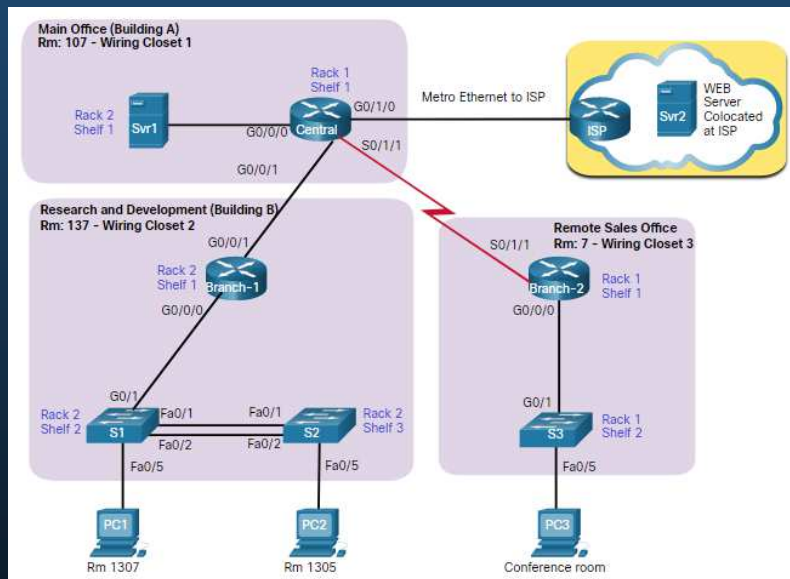 Main Office (Building A)
Rm: 107 - Wiring Closet 1
Rack 1
Shelf 1
Rack 2
Shelf 1
Svr1
G0/0/0
Central
G0/1/0
S0/1/1
G0/0/1
Metro Ethernet to ISP
ISP
Svr2
WEB
Server
Colocated
at ISP
Research and Development (Building B)
Rm: 137 - Wiring Closet 2
G0/0/1
Rack 2
Shelf 1
Branch-1
G0/0/0
G0/1
Rack 2
Shelf 2
S1
Fa0/1
Fa0/1
Fa0/2
Fa0/2
S2
Rack 2
Shelf 3
Fa0/5
Fa0/5
PC1
Rm 1307
PC2
Rm 1305
Remote Sales Office
Rm: 7 - Wiring Closet 3
S0/1/1
Branch-2
Rack 1
Shelf 1
G0/0/0
G0/1
S3
Rack 1
Shelf 2
Fa0/5
PC3
Conference room